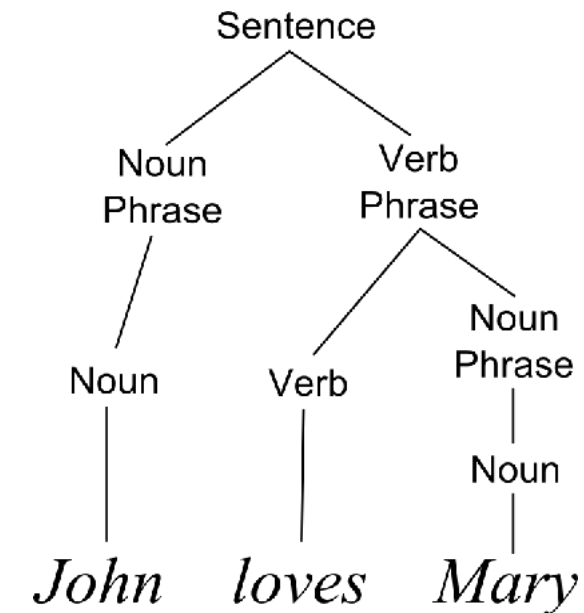 Sentence
Noun
Phrase
Verb
Phrase
Noun
Phrase
Noun
Verb
Noun
John loves Mary